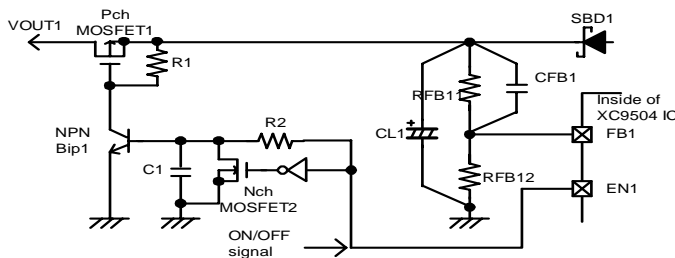 Pch
VOUT1
MOSFET1
SBD1
R1
RFB11
CFB1
Inside of
XC9504 IC
R2
CL1
+
FB1
NPN
Bip1
C1
RFB12
Nch
MOSFET2
EN1
ON/OFF
signal